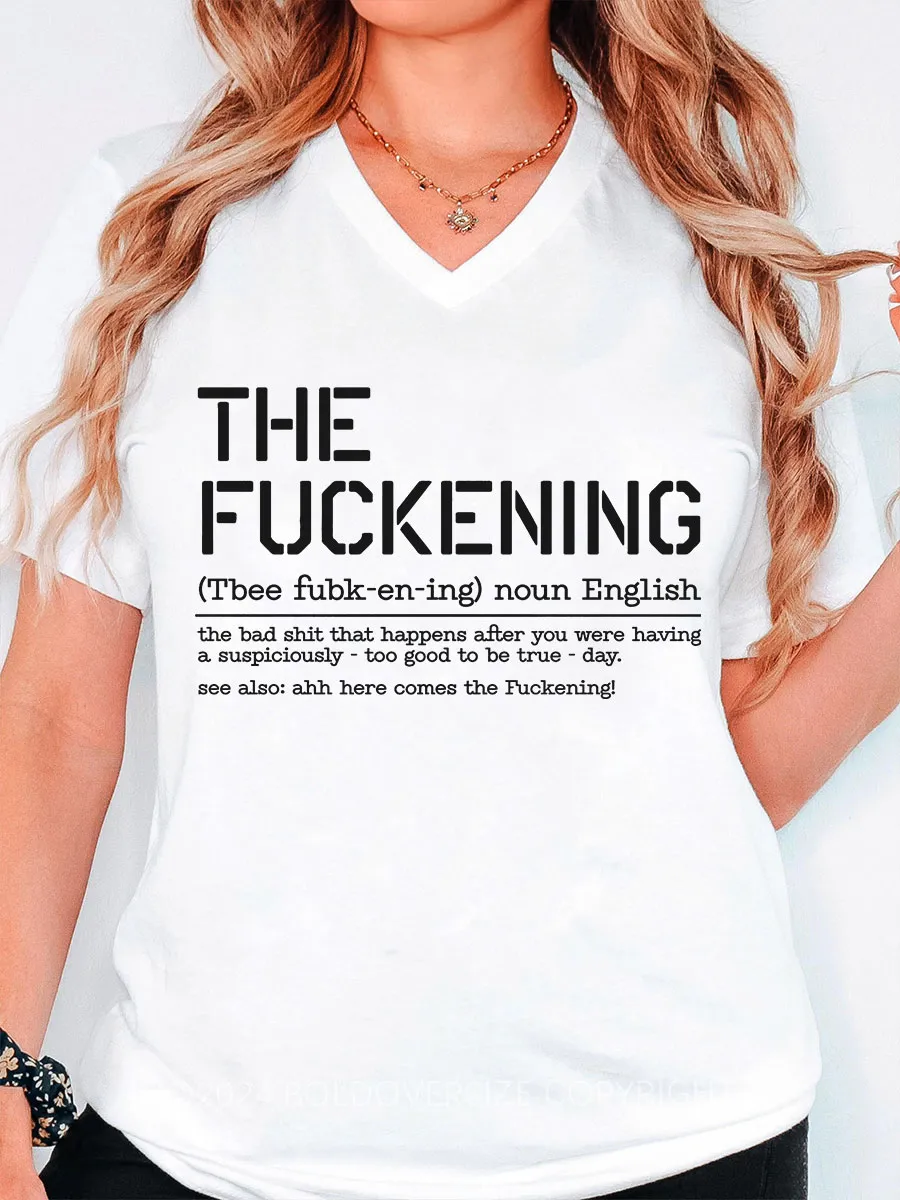 THE
FUCKENING
(Tbee fubk-en-ing) noun English
the bad shit that happens after you were having
a suspiciously - too good to be true - day.
see also: ahh here comes the Fuckening!
COPYRIGHT